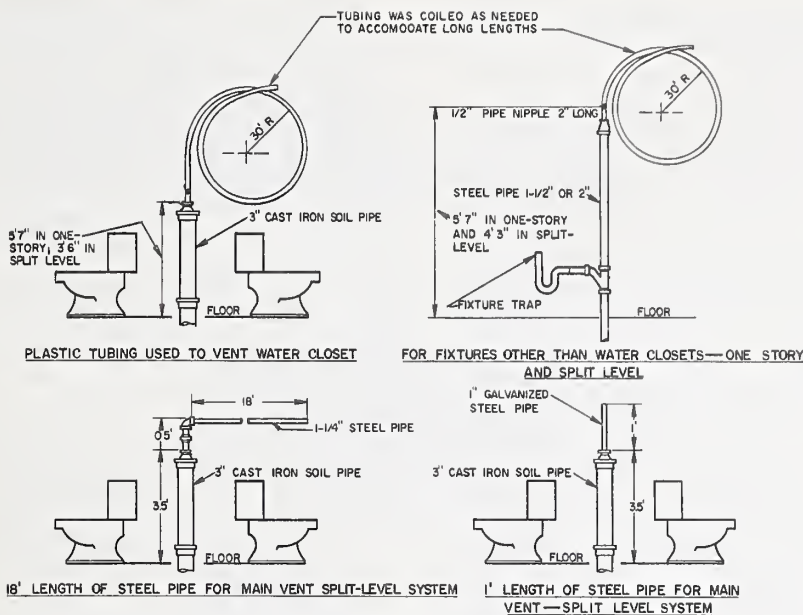 TUBING WAS COILEO AS NEEDED
TO ACCOMOOATE LONG LENGTHS
30' R
5'7" IN ONE-
STORY; 3'6" IN
SPLIT LEVEL
3" CAST IRON SOIL PIPE
FLOOR
PLASTIC TUBING USED TO VENT WATER CLOSET
30' R
1/2" PIPE NIPPLE 2" LONG
STEEL PIPE 1-1/2" OR 2"
5'7" IN ONE-STORY
AND 4'3" IN SPLIT-
LEVEL
FIXTURE TRAP
FLOOR
FOR FIXTURES OTHER THAN WATER CLOSETS—ONE STORY
AND SPLIT LEVEL
18'
0.5'
1-1/4" STEEL PIPE
3" CAST IRON SOIL PIPE
3.5'
FLOOR
18' LENGTH OF STEEL PIPE FOR MAIN VENT SPLIT-LEVEL SYSTEM
1" GALVANIZED
STEEL PIPE
1'
3" CAST IRON SOIL PIPE
3.5'
FLOOR
1' LENGTH OF STEEL PIPE FOR MAIN
VENT—SPLIT LEVEL SYSTEM